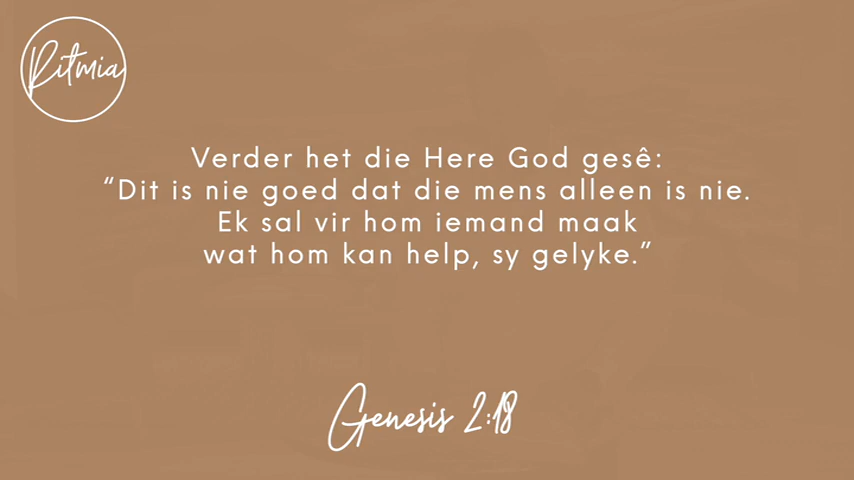 Ritmia
Verder het die Here God gesê:
“Dit is nie goed dat die mens alleen is nie.
Ek sal vir hom iemand maak
wat hom kan help, sy gelyke.”
Genesis 2:18